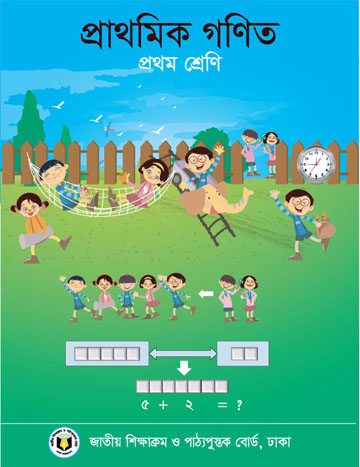 প্রাথমিক গণিত
প্রথম শ্রেণি
৫ + ২ = ?
জাতীয় শিক্ষাক্রম ও পাঠ্যপুস্তক বোর্ড, ঢাকা